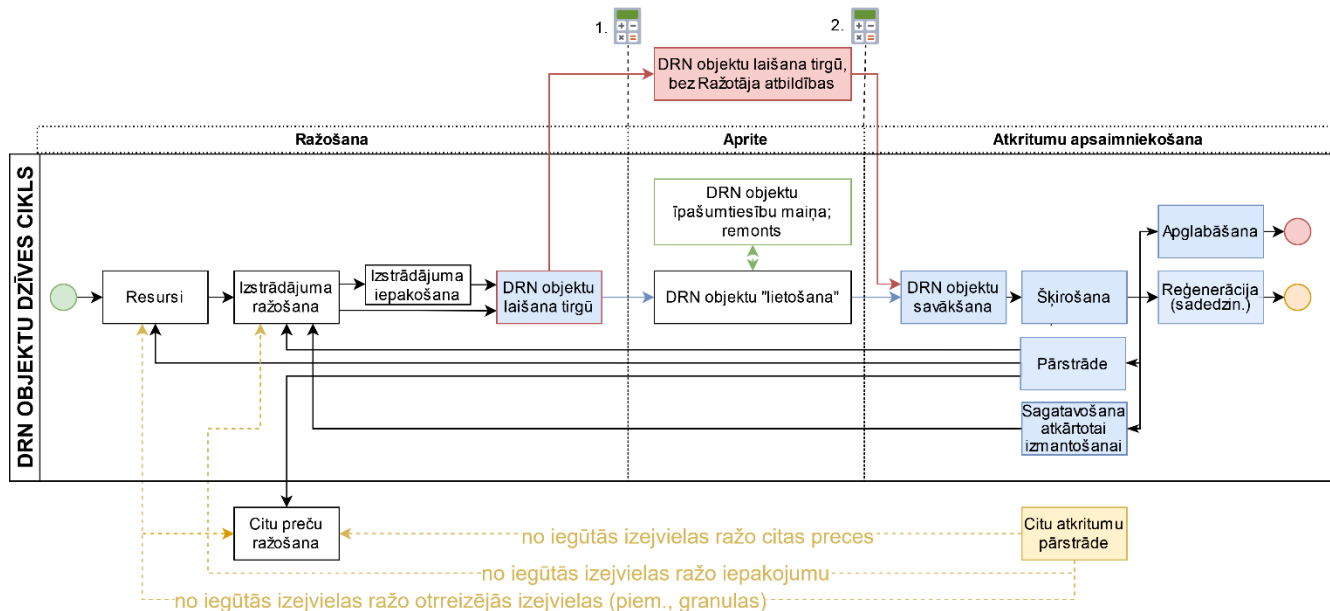 1.
2.
DRN objektu laišana tirgū,
bez Ražotāja atbildības
Ražošana
Aprite
Atkritumu apsaimniekošana
DRN OBJEKTU DZĪVES CIKLS
DRN objektu
īpašumtiesību maiņa;
remonts
Apglabāšana
Resursi
Izstrādājuma
ražošana
Izstrādājuma
iepakošana
DRN objektu
laišana tirgū
DRN objektu "lietošana"
DRN objektu
savākšana
Šķirošana
Reģenerācija
(sadedzin.)
Pārstrāde
Sagatavošana
atkārtotai
izmantošanai
Citu preču
ražošana
no iegūtās izejvielas ražo citas preces
Citu atkritumu
pārstrāde
no iegūtās izejvielas ražo iepakojumu
no iegūtās izejvielas ražo otrreizējās izejvielas (piem., granulas)